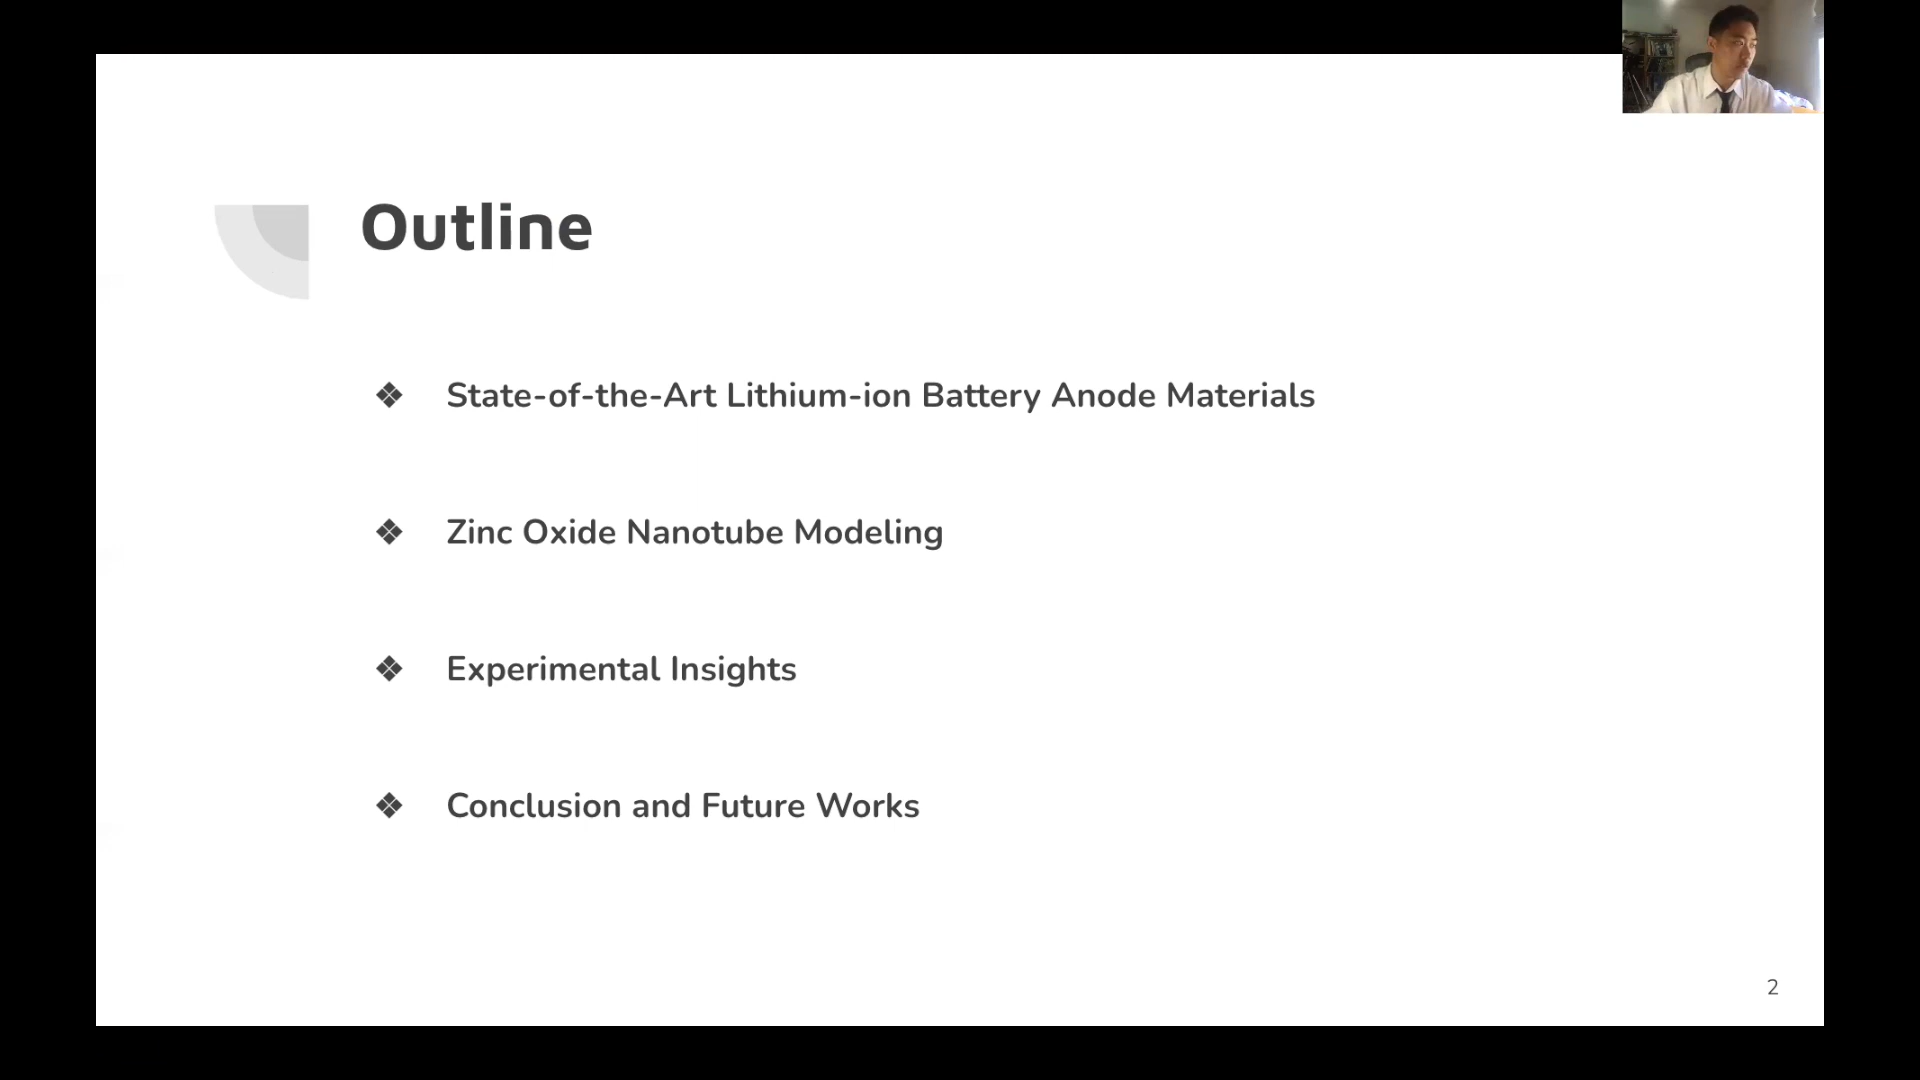 Outline
❖ State-of-the-Art Lithium-ion Battery Anode Materials
❖ Zinc Oxide Nanotube Modeling
❖ Experimental Insights
❖ Conclusion and Future Works
2